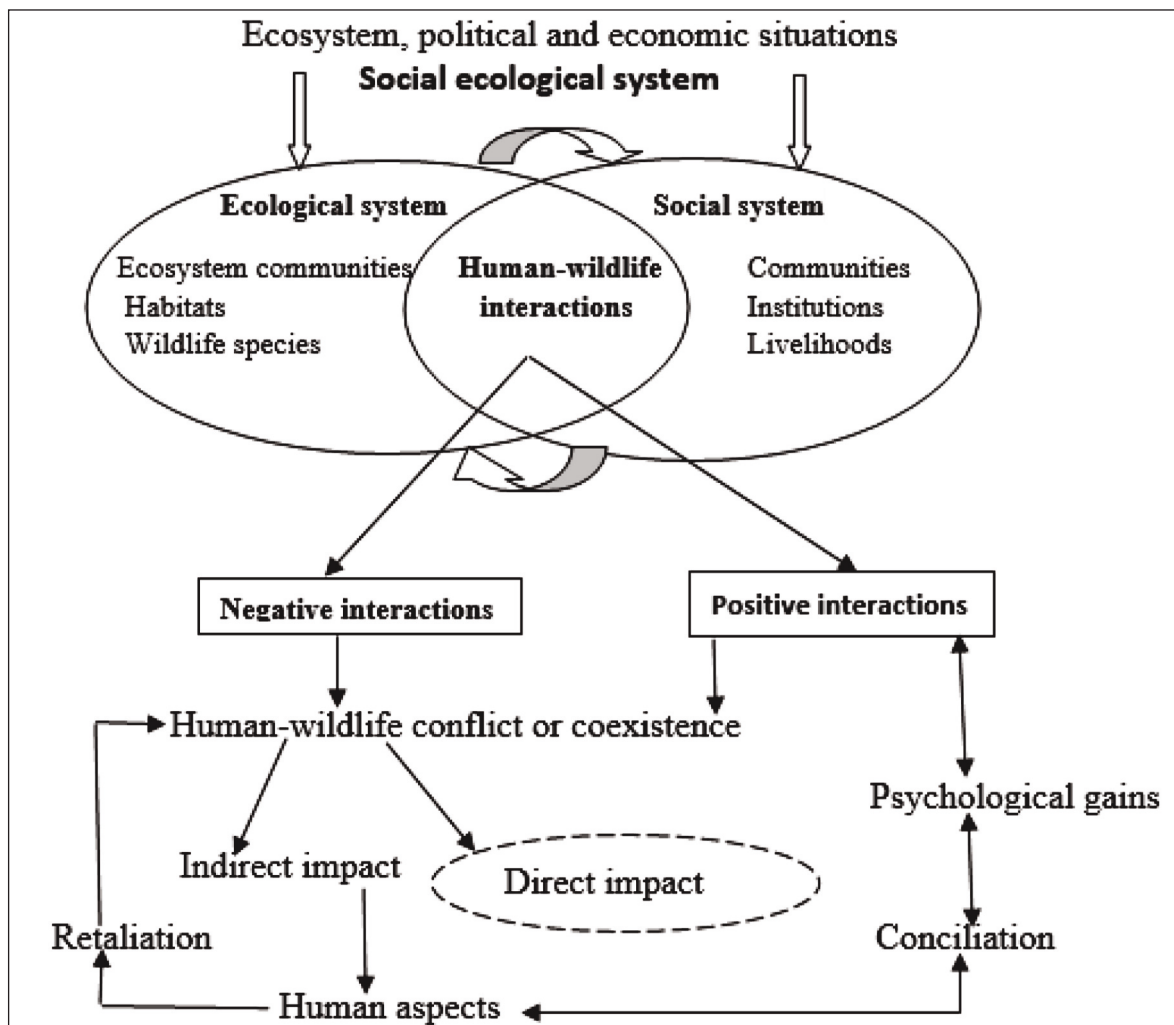 Ecosystem, political and economic situations
Social ecological system
Ecological system
Social system
Ecosystem communities
Habitats
Wildlife species
Human-wildlife
interactions
Communities
Institutions
Livelihoods
Negative interactions
Positive interactions
Human-wildlife conflict or coexistence
Psychological gains
Indirect impact
Direct impact
Retaliation
Conciliation
Human aspects